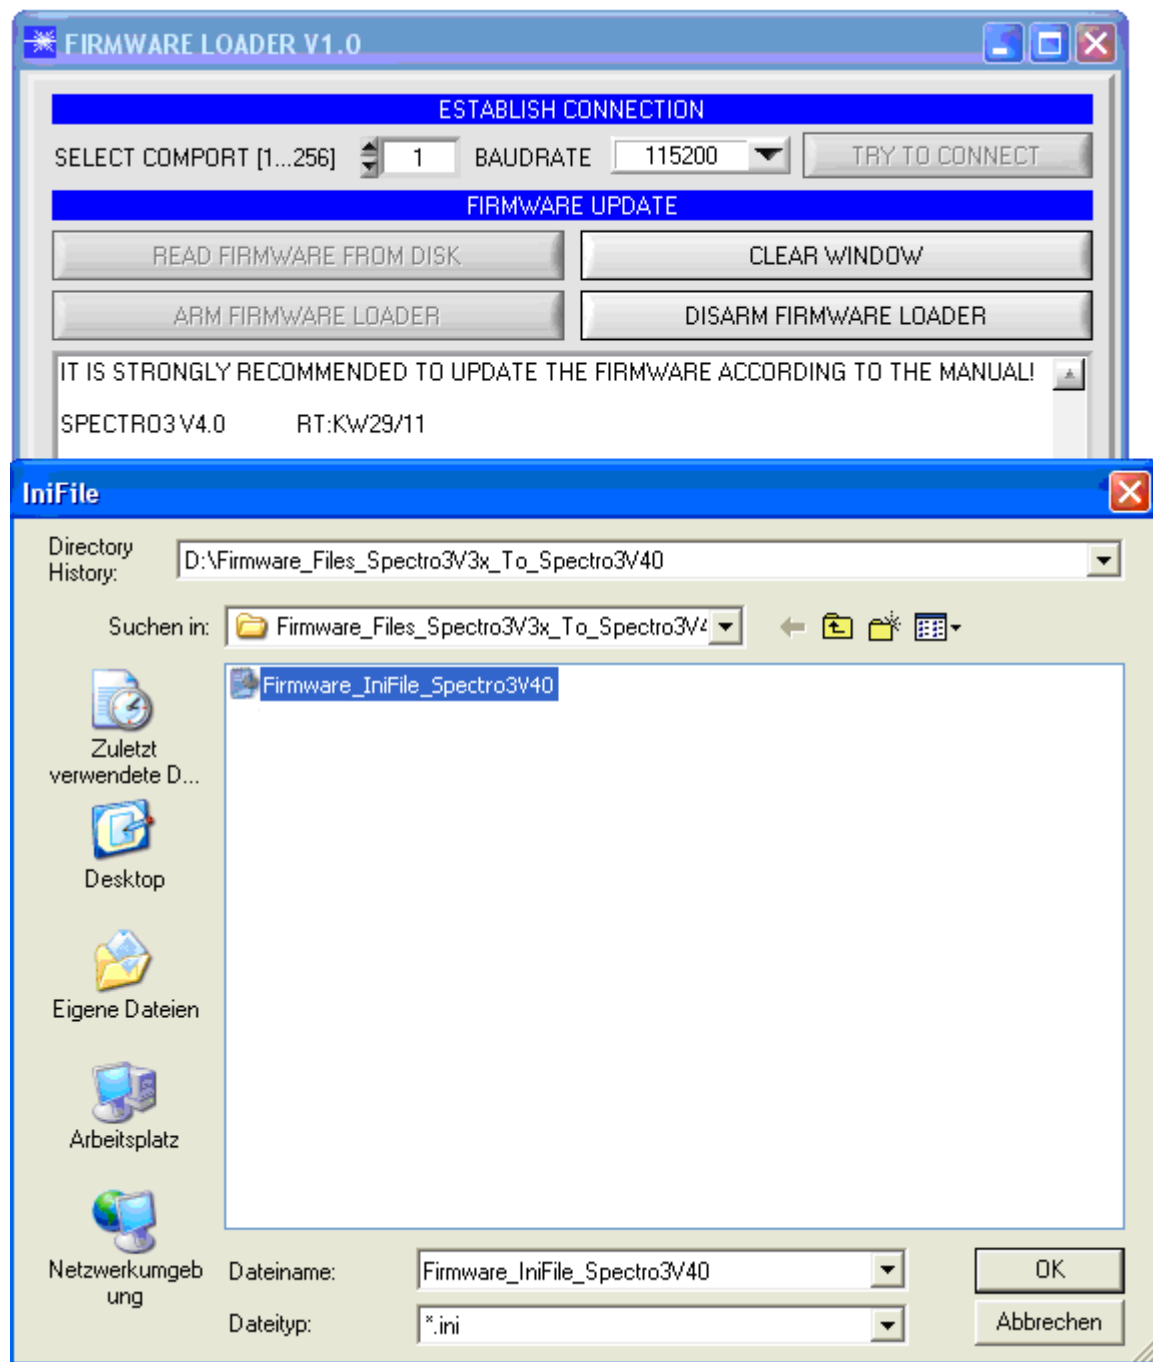 FIRMWARE LOADER V1.0
ESTABLISH CONNECTION
SELECT COMPORT [1...256] 1 BAUDRATE 115200 TRY TO CONNECT
FIRMWARE UPDATE
READ FIRMWARE FROM DISK CLEAR WINDOW
ARM FIRMWARE LOADER DISARM FIRMWARE LOADER
IT IS STRONGLY RECOMMENDED TO UPDATE THE FIRMWARE ACCORDING TO THE MANUAL!
SPECTRO3 V4.0 RT:KW29/11
IniFile
Directory
History:
D:\Firmware_Files_Spectro3V3x_To_Spectro3V40
Suchen in: Firmware_Files_Spectro3V3x_To_Spectro3V4
Firmware_IniFile_Spectro3V40
Zuletzt
verwendete D...
Desktop
Eigene Dateien
Arbeitsplatz
Netzwerkumgeb
ung
Dateiname: Firmware_IniFile_Spectro3V40 OK
Dateityp: *.ini Abbrechen